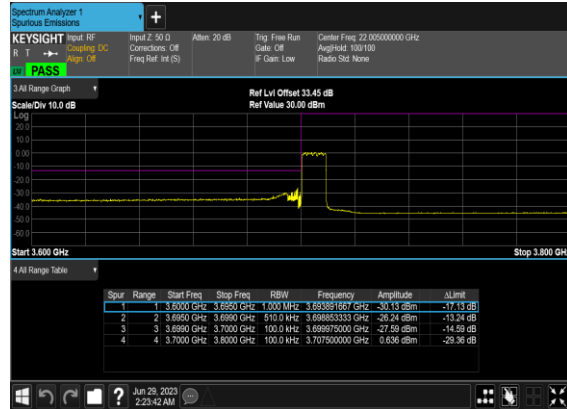 Spectrum Analyzer 1
Spurious Emissions
+
KEYSIGHT Input: RF Input Z: 50 Ω Atten: 20 dB Trig: Free Run Center Freq: 22.005000000 GHz
R T Coupling: DC Corrections: Off Gate: Off Avg|Hold: 100/100
Align: Off Freq Ref: Int (S) IF Gain: Low Radio Std: None
PASS
3 All Range Graph Ref Lvl Offset 33.45 dB
Scale/Div 10.0 dB Ref Value 30.00 dBm
Log
20.0
10.0
0.00
-10.0
-20.0
-30.0
-40.0
-50.0
-60.0
Start 3.600 GHz Stop 3.800 GH
4 All Range Table
Spur Range Start Freq Stop Freq RBW Frequency Amplitude ΔLimit
1 1 3.6000 GHz 3.6950 GHz 1.000 MHz 3.693891667 GHz -30.13 dBm -17.13 dB
2 2 3.6950 GHz 3.6990 GHz 510.0 kHz 3.698853333 GHz -26.24 dBm -13.24 dB
3 3 3.6990 GHz 3.7000 GHz 100.0 kHz 3.699975000 GHz -27.59 dBm -14.59 dB
4 4 3.7000 GHz 3.8000 GHz 100.0 kHz 3.707500000 GHz 0.636 dBm -29.36 dB
? Jun 29, 2023
2:23:42 AM